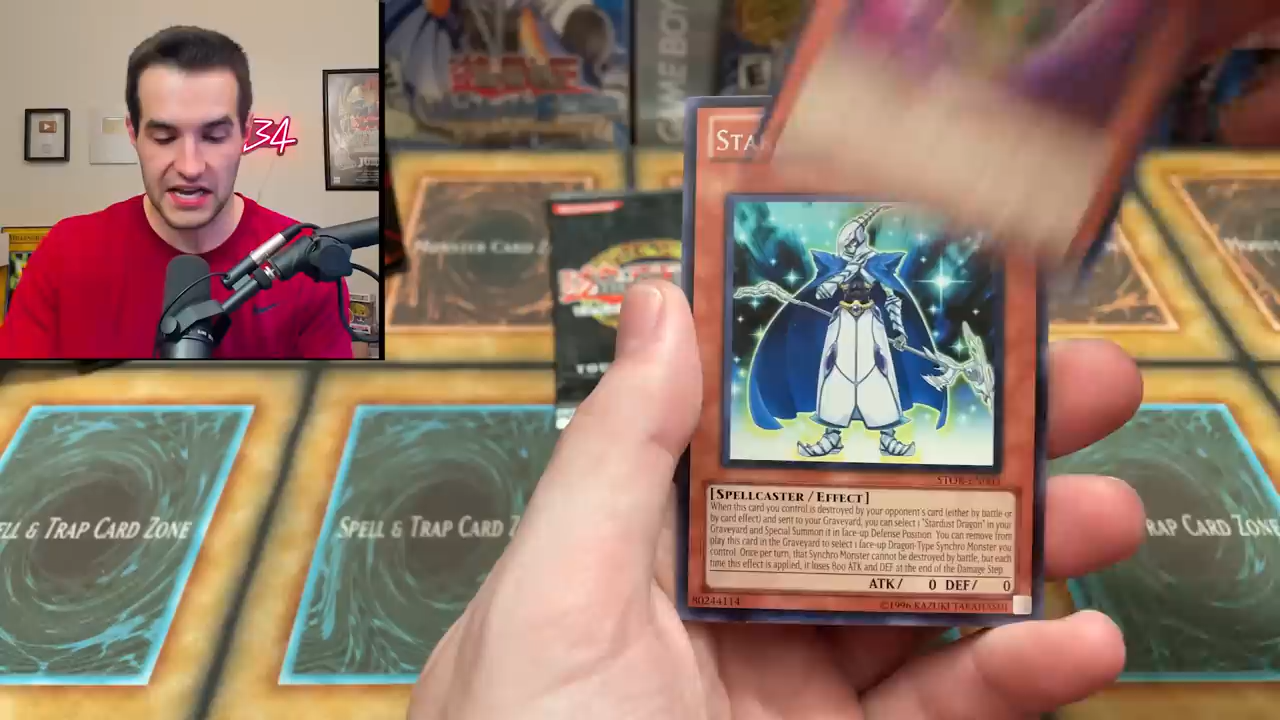 GAME BOY
34
STA
MONSTER CARD Z
STOR-EN003
[SPELLCASTER / EFFECT]
When this card you control is destroyed by your opponent's card (either by battle or
by card effect) and sent to your Graveyard, you can select 1 "Stardust Dragon" in your
Graveyard and Special Summon it in face-up Defense Position. You can remove from
play this card in the Graveyard to select 1 face-up Dragon-Type Synchro Monster you
control. Once per turn, that Synchro Monster cannot be destroyed by battle, but each
time this effect is applied, it loses 800 ATK and DEF at the end of the Damage Step.
ATK/ 0 DEF/ 0
80244114
©1996 KAZUKI TAKAHASHI
ELL & TRAP CARD ZONE
SPELL & TRAP CARD Z
RAP CARD ZONE